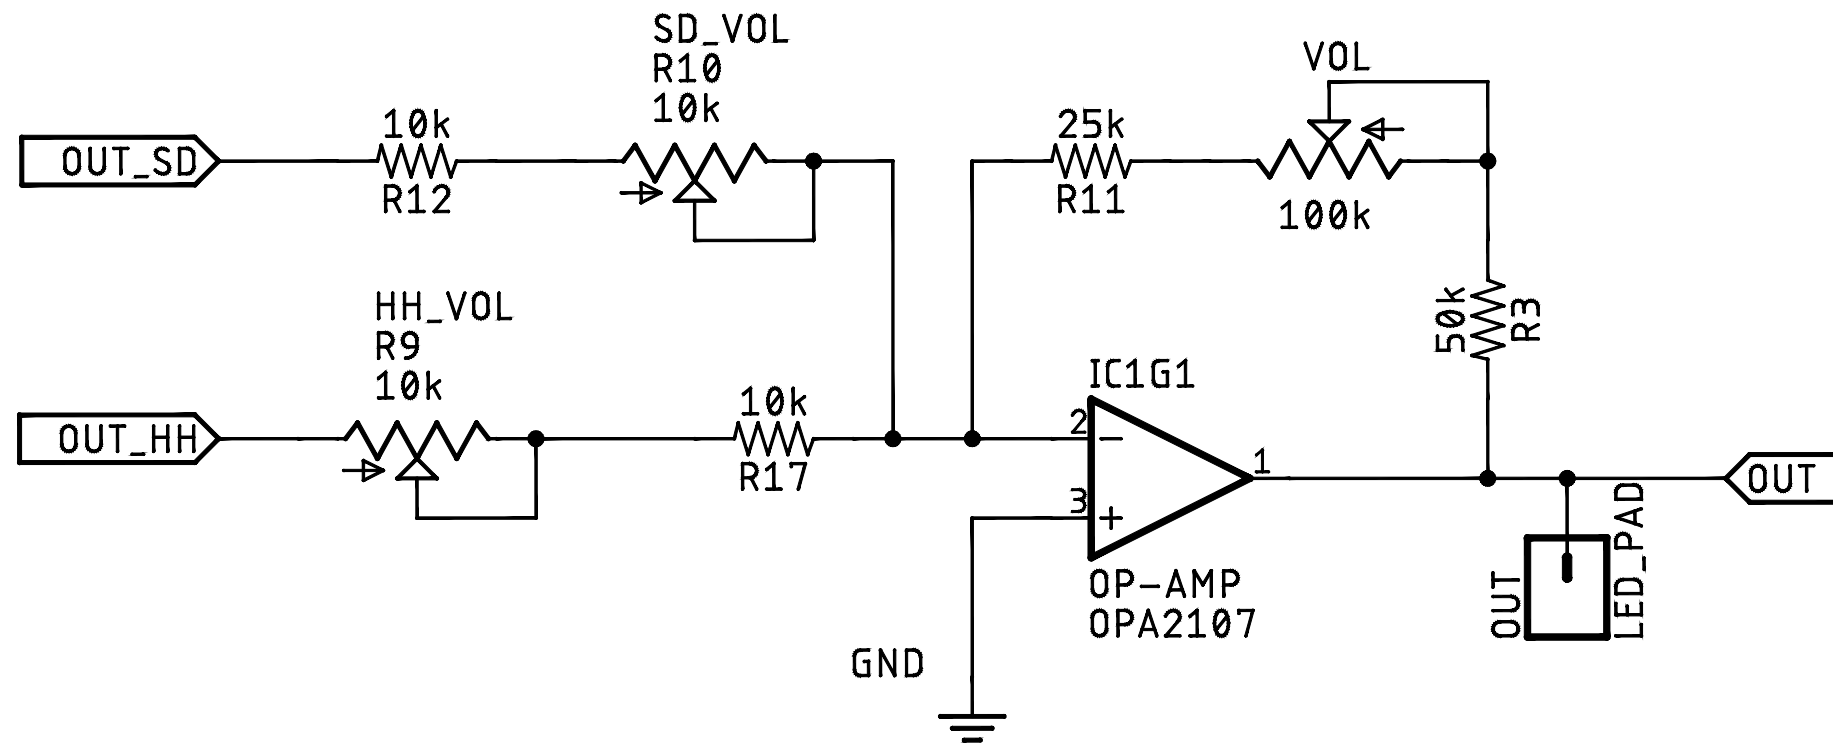 SD_VOL
R10
10k
VOL
10k
OUT_SD
R12
25k
R11
100k
HH_VOL
R9
10k
50k
R3
OUT_HH
10k
R17
IC1G1
2
-
3
+
1
OUT
OP-AMP
OPA2107
OUT
LED_PAD
GND